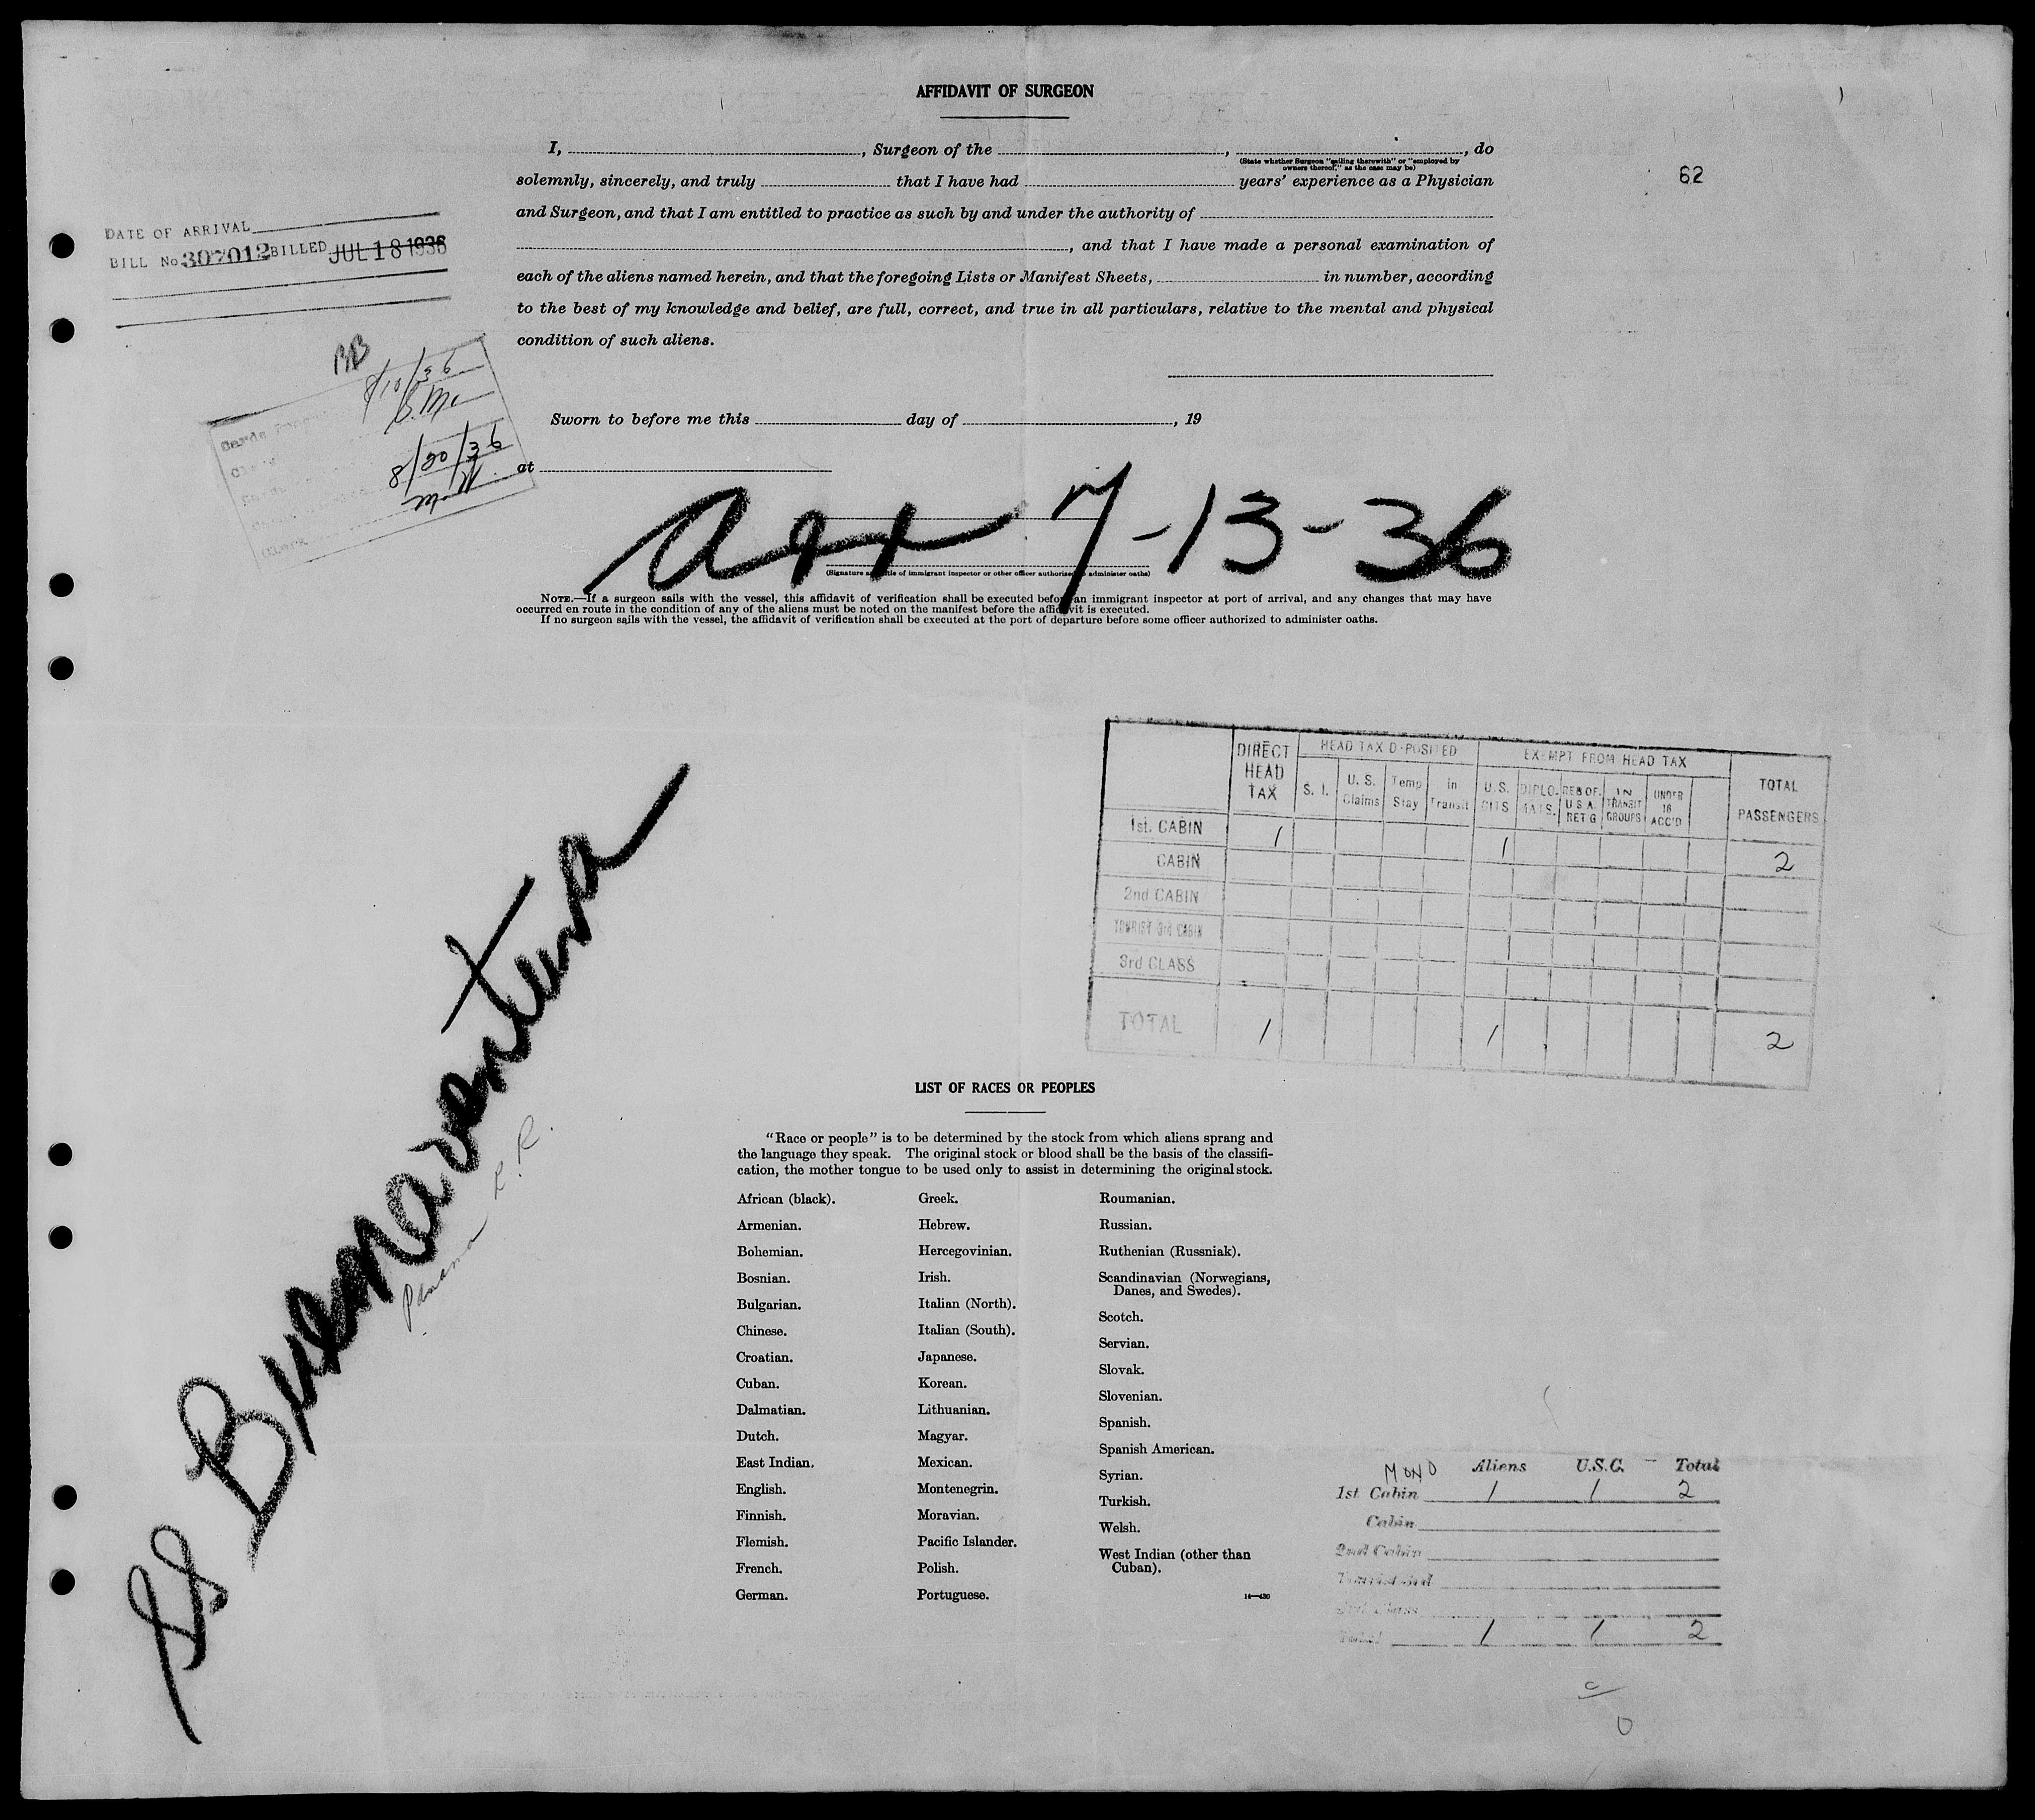 AFFIDAVIT OF SURGEON
I, , Surgeon of the , , do
(State whether Surgeon "sailing therewith" or "employed by
owners thereof," as the case may be)
62
solemnly, sincerely, and truly that I have had years' experience as a Physician
and Surgeon, and that I am entitled to practice as such by and under the authority of
, and that I have made a personal examination of
each of the aliens named herein, and that the foregoing Lists or Manifest Sheets, in number, according
to the best of my knowledge and belief, are full, correct, and true in all particulars, relative to the mental and physical
condition of such aliens.
DATE OF ARRIVAL
BILL No 307012 BILLED JUL 18 1936
BB
8/10/36
8/20/36
Sworn to before me this day of , 19
at
Arr 7-13-36
(Signature and title of immigrant inspector or other officer authorized to administer oaths)
NOTE.—If a surgeon sails with the vessel, this affidavit of verification shall be executed before an immigrant inspector at port of arrival, and any changes that may have
occurred en route in the condition of any of the aliens must be noted on the manifest before the affidavit is executed.
If no surgeon sails with the vessel, the affidavit of verification shall be executed at the port of departure before some officer authorized to administer oaths.
DIRECT HEAD TAX HEAD TAX DEPOSITED EXEMPT FROM HEAD TAX TOTAL PASSENGERS
S. I. U. S. Claims Temp Stay in Transit U. S. CITS DIPLO-MATS. RES OF. U S A. RET G IN TRANSIT GROUPS UNDER 16 ACC'D
1st. CABIN 1 1 2
CABIN
2nd CABIN
TOURIST 3rd CABIN
3rd CLASS
TOTAL 1 1 2
SS Buenaventura
Panama R.R.
LIST OF RACES OR PEOPLES
"Race or people" is to be determined by the stock from which aliens sprang and
the language they speak. The original stock or blood shall be the basis of the classifi-
cation, the mother tongue to be used only to assist in determining the original stock.
African (black).
Armenian.
Bohemian.
Bosnian.
Bulgarian.
Chinese.
Croatian.
Cuban.
Dalmatian.
Dutch.
East Indian.
English.
Finnish.
Flemish.
French.
German.
Greek.
Hebrew.
Hercegovinian.
Irish.
Italian (North).
Italian (South).
Japanese.
Korean.
Lithuanian.
Magyar.
Mexican.
Montenegrin.
Moravian.
Pacific Islander.
Polish.
Portuguese.
Roumanian.
Russian.
Ruthenian (Russniak).
Scandinavian (Norwegians,
Danes, and Swedes).
Scotch.
Servian.
Slovak.
Slovenian.
Spanish.
Spanish American.
Syrian.
Turkish.
Welsh.
West Indian (other than
Cuban).
14—430
MOND Aliens U.S.C. Total
1st Cabin 1 1 2
Cabin
2nd Cabin
Tourist 3rd
3rd Class
Total 1 1 2